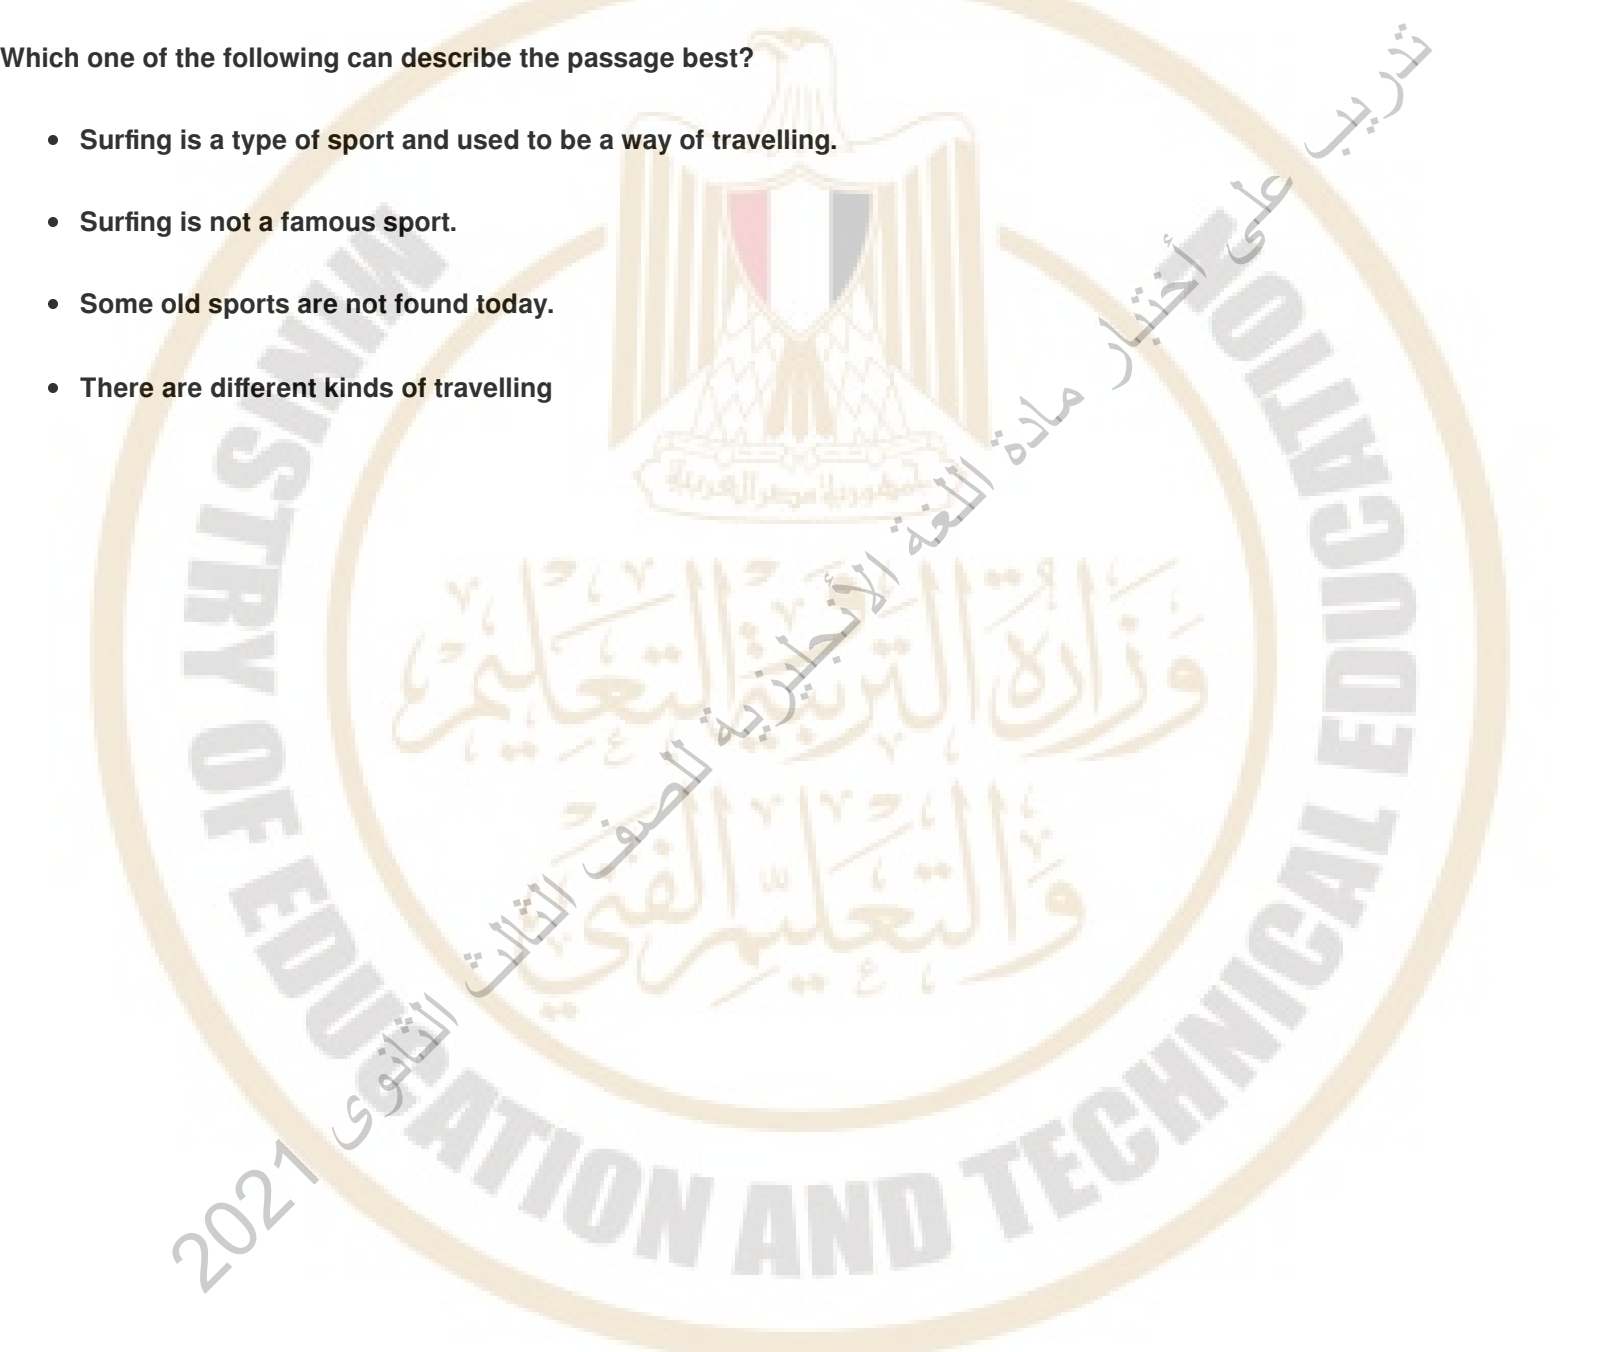 Which one of the following can describe the passage best?
• Surfing is a type of sport and used to be a way of travelling.
• Surfing is not a famous sport.
• Some old sports are not found today.
• There are different kinds of travelling
تدريب على أختبار مادة اللغة الأنجليزية للصف الثالث الثانوى 2021
جمهورية مصر العربية
وزارة التربية والتعليم
والتعليم الفني
MINISTRY OF EDUCATION AND TECHNICAL EDUCATION